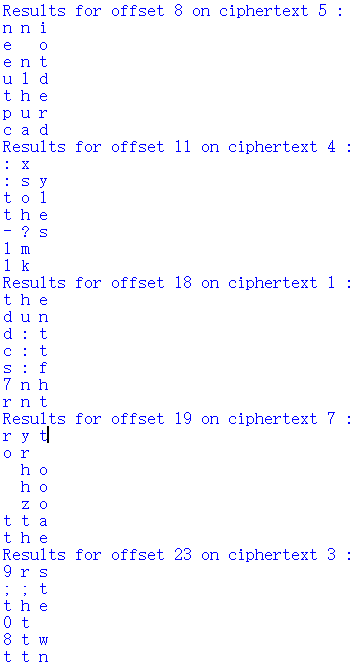 Results for offset 8 on ciphertext 5 :
n n i
e   o
e n t
u l d
t h e
p u r
c a d
Results for offset 11 on ciphertext 4 :
: x
: s y
t o l
t h e
- ? s
l m
l k
Results for offset 18 on ciphertext 1 :
t h e
d u n
d : t
c : t
s : f
7 n h
r n t
Results for offset 19 on ciphertext 7 :
r y t
o r
  h o
  h o
  z o
t t a
t h e
Results for offset 23 on ciphertext 3 :
9 r s
; ; t
t h e
0 t
8 t w
t t n